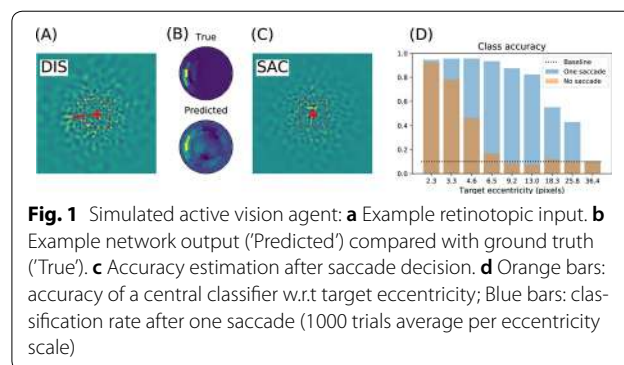 (A)
(B)
(C)
(D)
True
Class accuracy
DIS
SAC
Baseline
One saccade
No saccade
Predicted
1.0
0.8
0.6
0.4
0.2
0.0
2.3 3.3 4.6 6.5 9.2 13.0 18.3 25.8 36.4
Target eccentricity (pixels)
Fig. 1 Simulated active vision agent: a Example retinotopic input. b
Example network output ('Predicted') compared with ground truth
('True'). c Accuracy estimation after saccade decision. d Orange bars:
accuracy of a central classifier w.r.t target eccentricity; Blue bars: clas-
sification rate after one saccade (1000 trials average per eccentricity
scale)